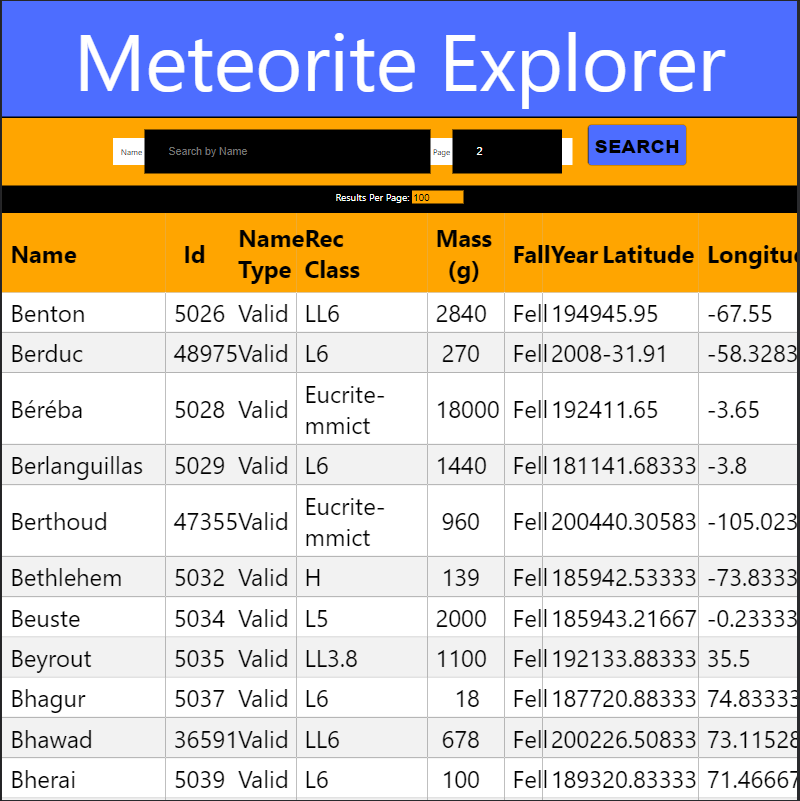 Meteorite Explorer
Name Search by Name Page 2 SEARCH
Results Per Page: 100
Name Id Name Type Rec Class Mass (g) Fall Year Latitude Longitud
Benton 5026 Valid LL6 2840 Fell 1949 45.95 -67.55
Berduc 48975 Valid L6 270 Fell 2008 -31.91 -58.3283
Béréba 5028 Valid Eucrite-mmict 18000 Fell 1924 11.65 -3.65
Berlanguillas 5029 Valid L6 1440 Fell 1811 41.68333 -3.8
Berthoud 47355 Valid Eucrite-mmict 960 Fell 2004 40.30583 -105.023
Bethlehem 5032 Valid H 139 Fell 1859 42.53333 -73.8333
Beuste 5034 Valid L5 2000 Fell 1859 43.21667 -0.23333
Beyrout 5035 Valid LL3.8 1100 Fell 1921 33.88333 35.5
Bhagur 5037 Valid L6 18 Fell 1877 20.88333 74.83333
Bhawad 36591 Valid LL6 678 Fell 2002 26.50833 73.11528
Bherai 5039 Valid L6 100 Fell 1893 20.83333 71.46667